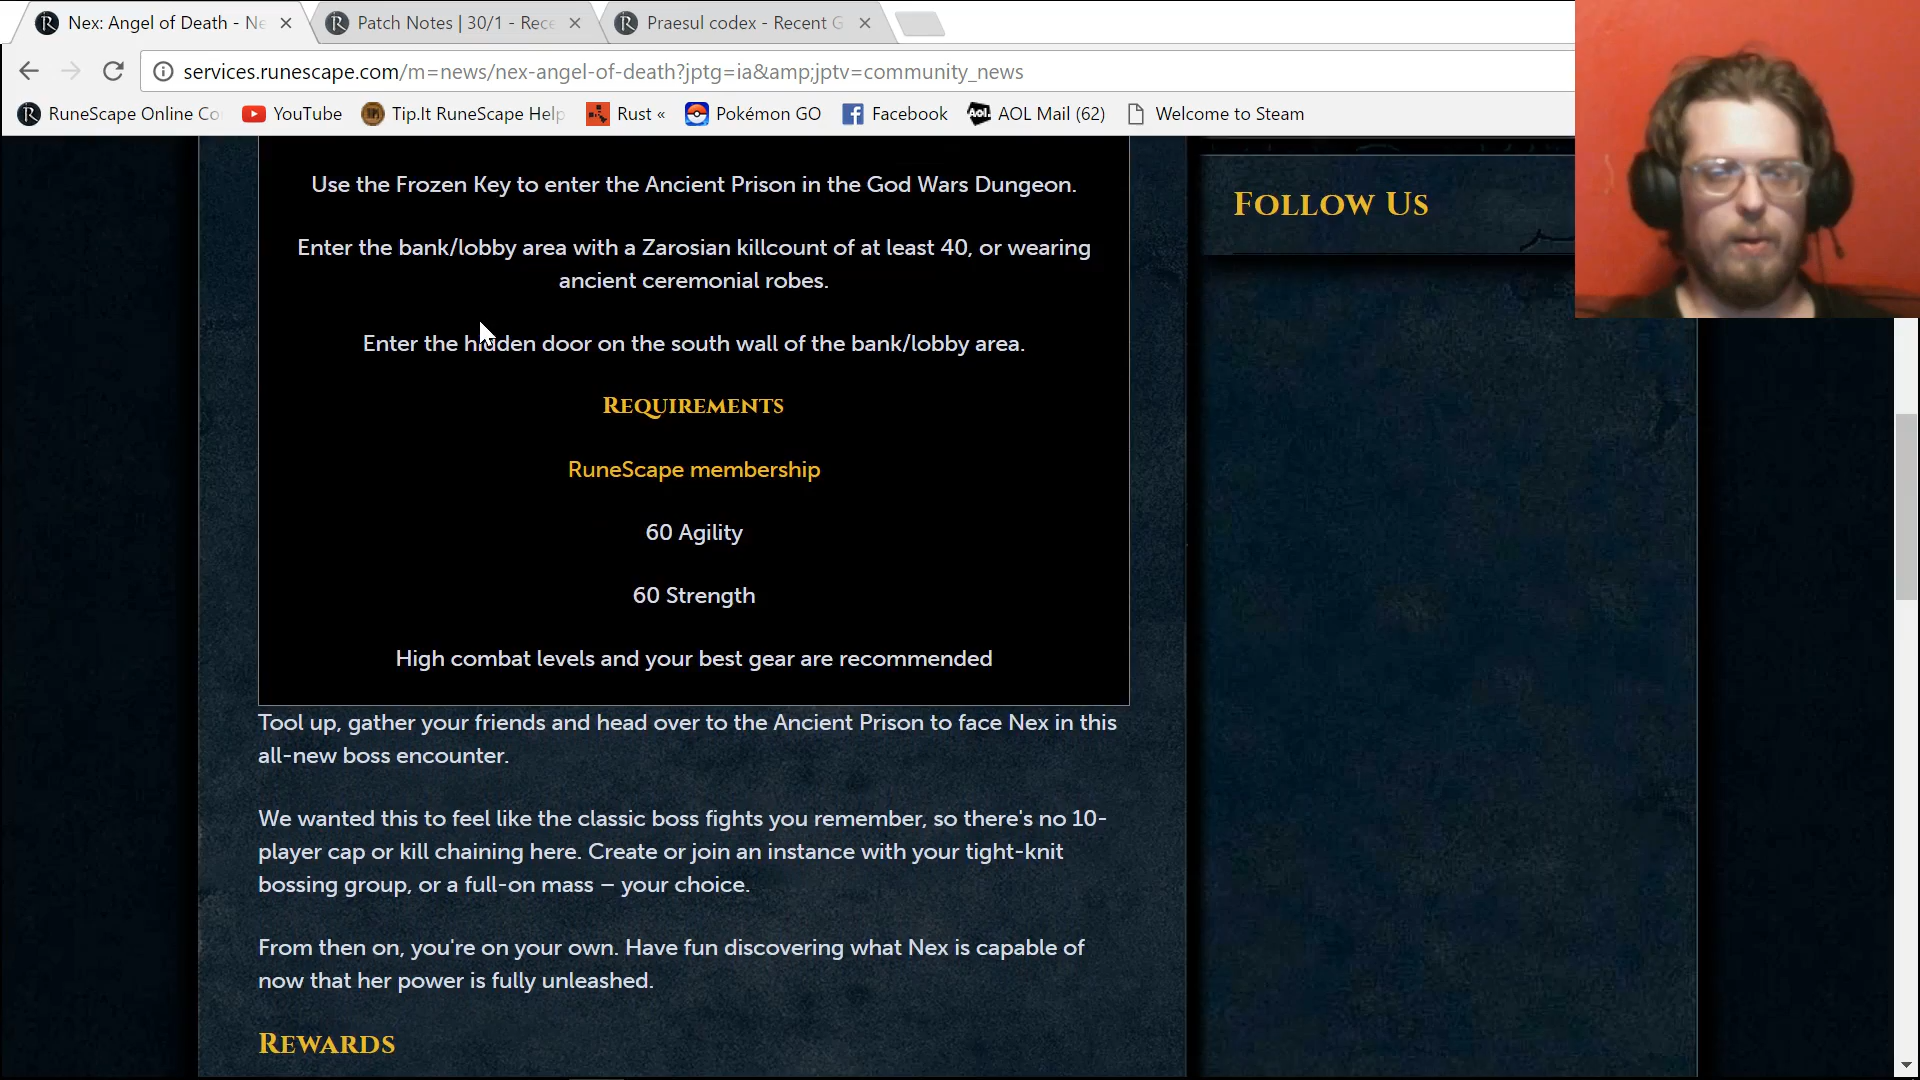 Nex: Angel of Death - Ne
Patch Notes | 30/1 - Rece
Praesul codex - Recent G
services.runescape.com/m=news/nex-angel-of-death?jptg=ia&amp;jptv=community_news
RuneScape Online Co
YouTube
Tip.It RuneScape Help
Rust «
Pokémon GO
Facebook
Aol.
AOL Mail (62)
Welcome to Steam
Use the Frozen Key to enter the Ancient Prison in the God Wars Dungeon.
Enter the bank/lobby area with a Zarosian killcount of at least 40, or wearing
ancient ceremonial robes.
Enter the hidden door on the south wall of the bank/lobby area.
Requirements
RuneScape membership
60 Agility
60 Strength
High combat levels and your best gear are recommended
Tool up, gather your friends and head over to the Ancient Prison to face Nex in this
all-new boss encounter.
We wanted this to feel like the classic boss fights you remember, so there's no 10-
player cap or kill chaining here. Create or join an instance with your tight-knit
bossing group, or a full-on mass – your choice.
From then on, you're on your own. Have fun discovering what Nex is capable of
now that her power is fully unleashed.
Rewards
Follow Us